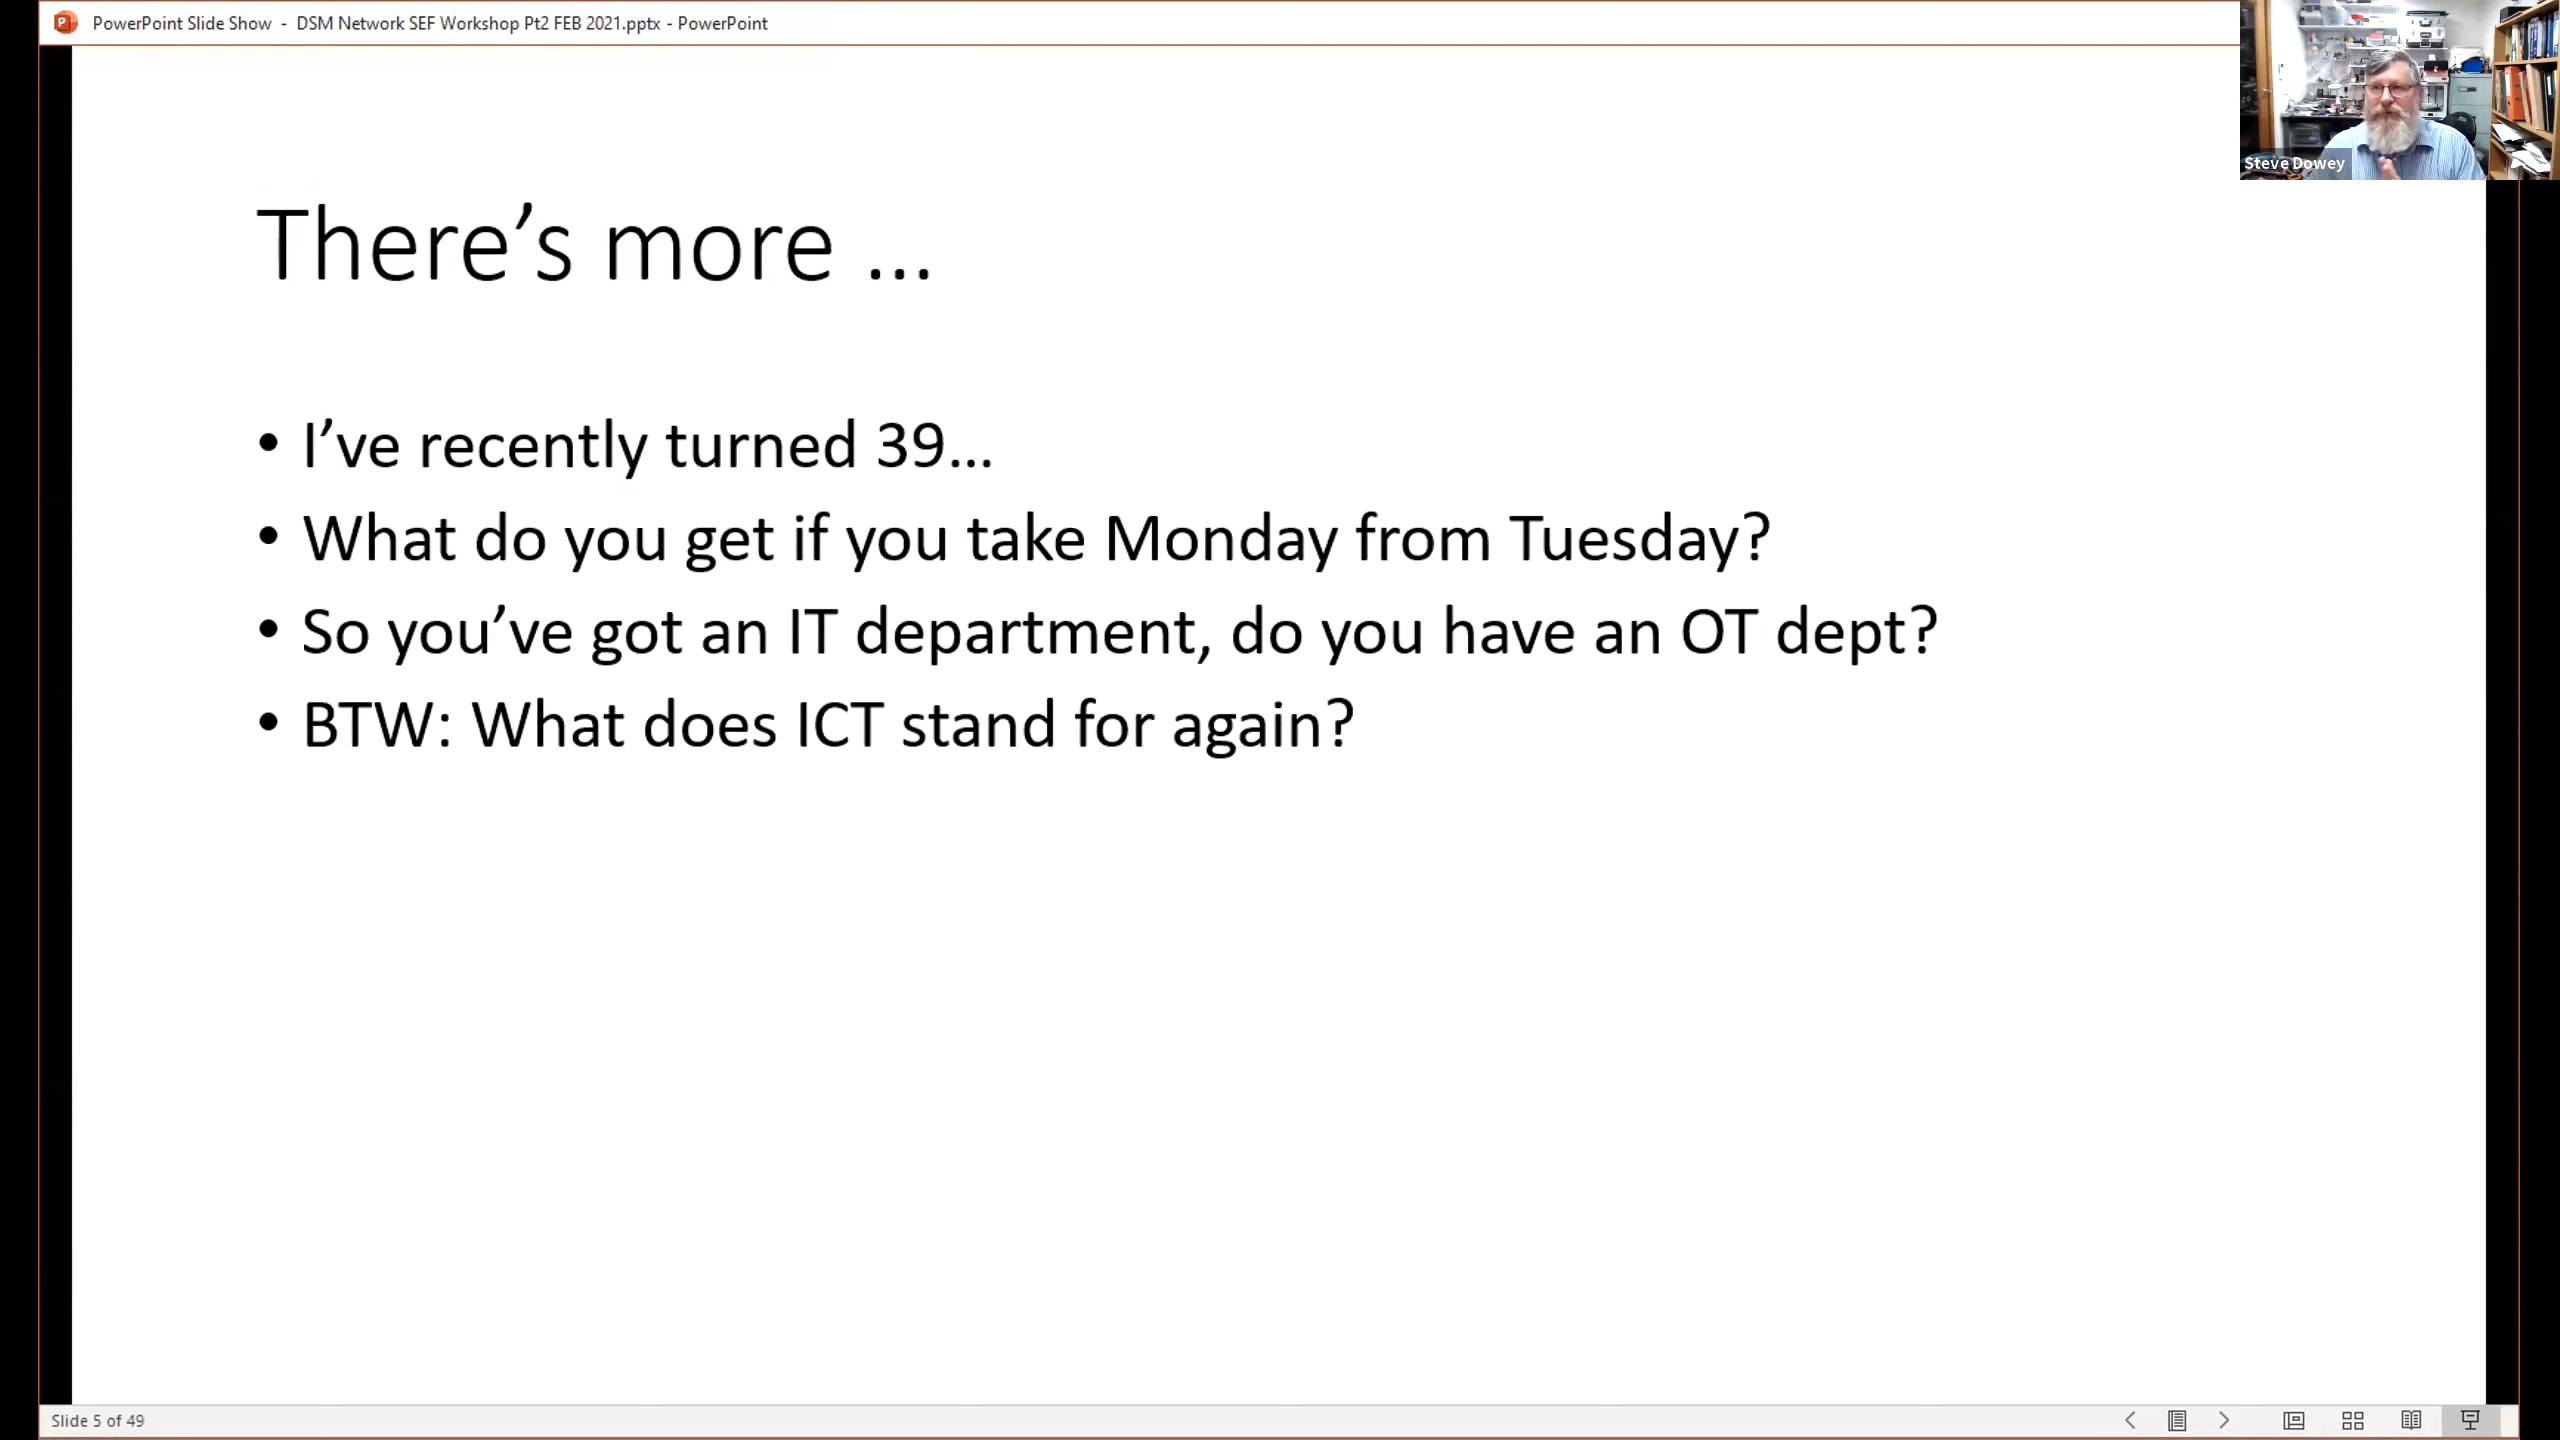 PowerPoint Slide Show - DSM Network SEF Workshop Pt2 FEB 2021.pptx - PowerPoint
Steve Dowey
There’s more …
• I’ve recently turned 39…
• What do you get if you take Monday from Tuesday?
• So you’ve got an IT department, do you have an OT dept?
• BTW: What does ICT stand for again?
Slide 5 of 49